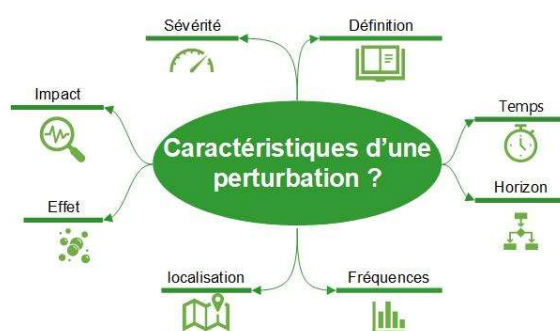 Sévérité
Définition
Impact
Temps
Caractéristiques d’une
perturbation ?
Effet
Horizon
localisation
Fréquences